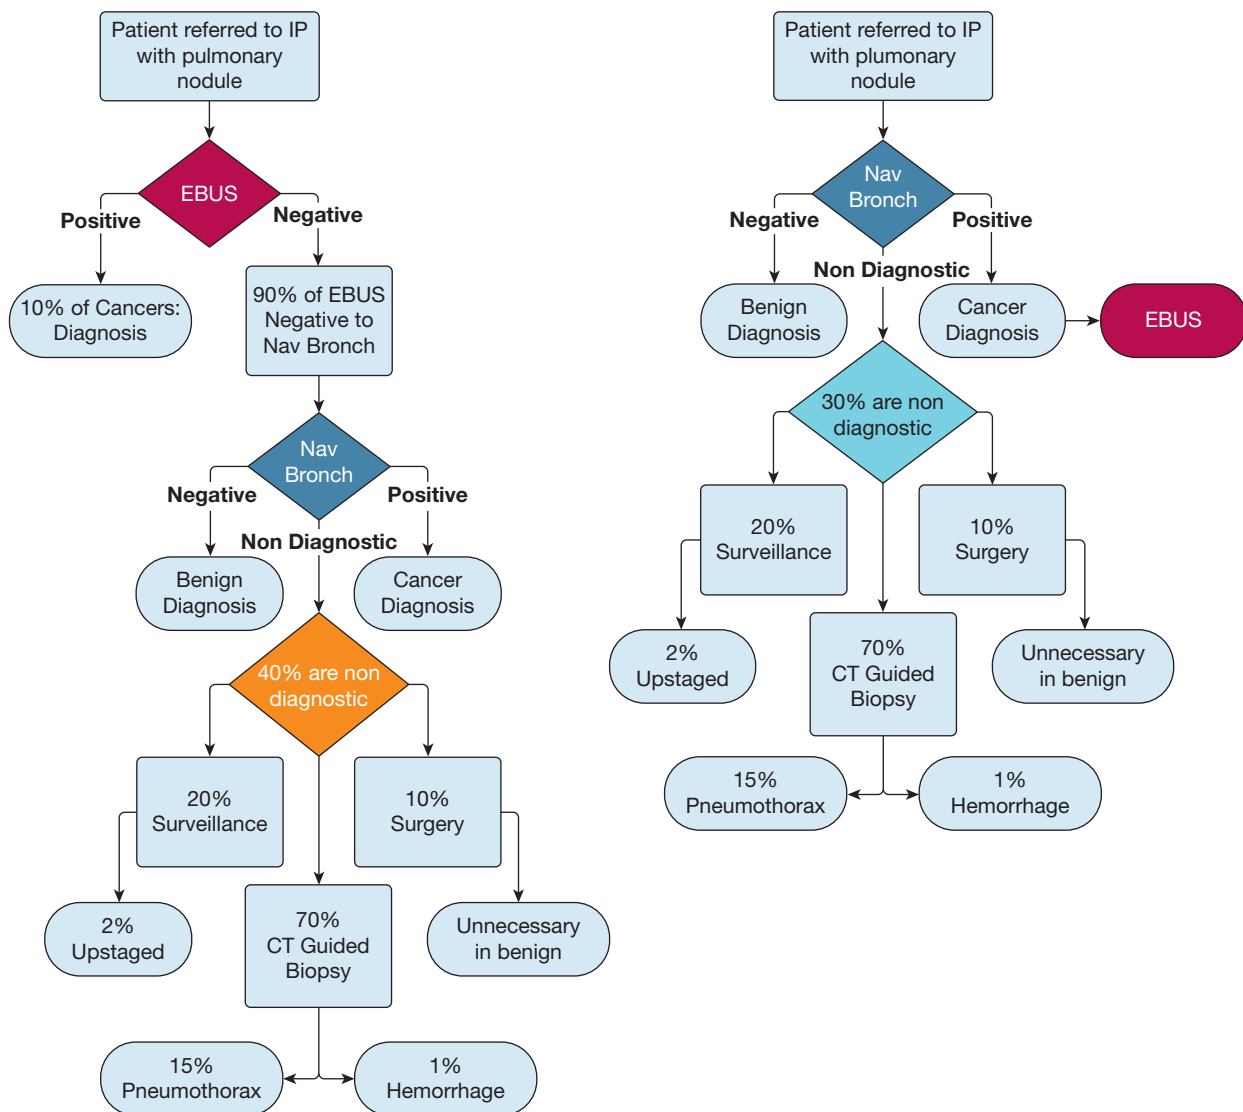 Patient referred to IP
with pulmonary
nodule
EBUS
Positive
Negative
10% of Cancers:
Diagnosis
90% of EBUS
Negative to
Nav Bronch
Nav
Bronch
Negative
Positive
Non Diagnostic
Benign
Diagnosis
Cancer
Diagnosis
40% are non
diagnostic
20%
Surveillance
10%
Surgery
2%
Upstaged
70%
CT Guided
Biopsy
Unnecessary
in benign
15%
Pneumothorax
1%
Hemorrhage
Patient referred to IP
with plumonary
nodule
Nav
Bronch
Negative
Positive
Non Diagnostic
Benign
Diagnosis
Cancer
Diagnosis
EBUS
30% are non
diagnostic
20%
Surveillance
10%
Surgery
2%
Upstaged
70%
CT Guided
Biopsy
Unnecessary
in benign
15%
Pneumothorax
1%
Hemorrhage